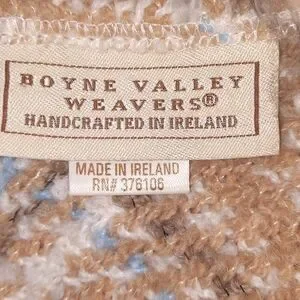 BOYNE VALLEY
WEAVERS®
HANDCRAFTED IN IRELAND
MADE IN IRELAND
RN# 376106